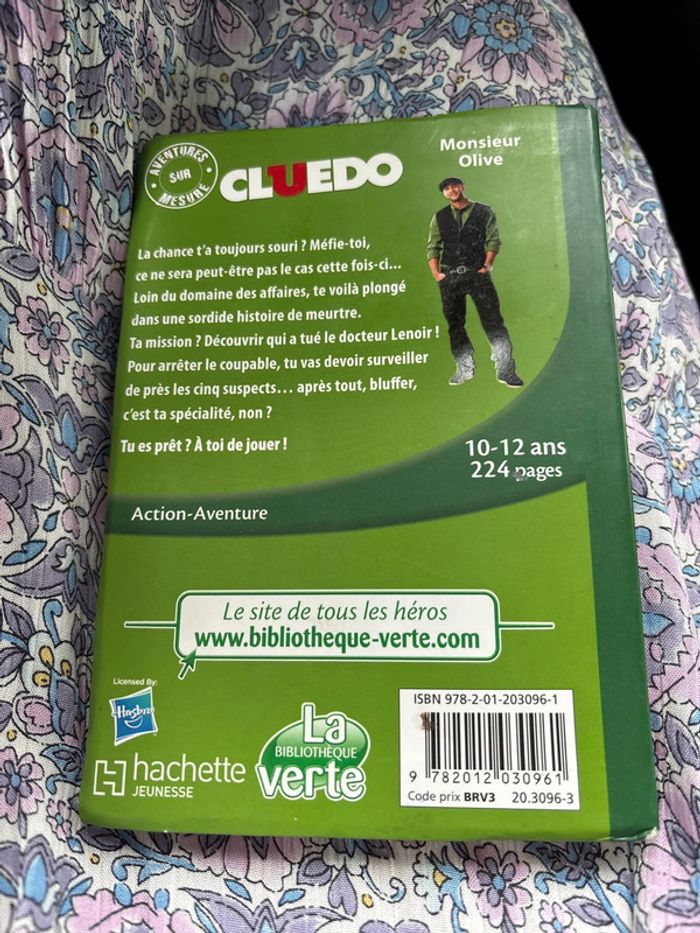 AVENTURES
SUR
MESURE
CLUEDO
Monsieur
Olive
La chance t'a toujours souri ? Méfie-toi,
ce ne sera peut-être pas le cas cette fois-ci...
Loin du domaine des affaires, te voilà plongé
dans une sordide histoire de meurtre.
Ta mission ? Découvrir qui a tué le docteur Lenoir !
Pour arrêter le coupable, tu vas devoir surveiller
de près les cinq suspects... après tout, bluffer,
c'est ta spécialité, non ?
Tu es prêt ? À toi de jouer !
10-12 ans
224 pages
Action-Aventure
Le site de tous les héros
www.bibliotheque-verte.com
Licensed By:
Hasbro
hachette
JEUNESSE
La
BIBLIOTHÈQUE
verte
ISBN 978-2-01-203096-1
9 782012 030961
Code prix BRV3 20.3096-3